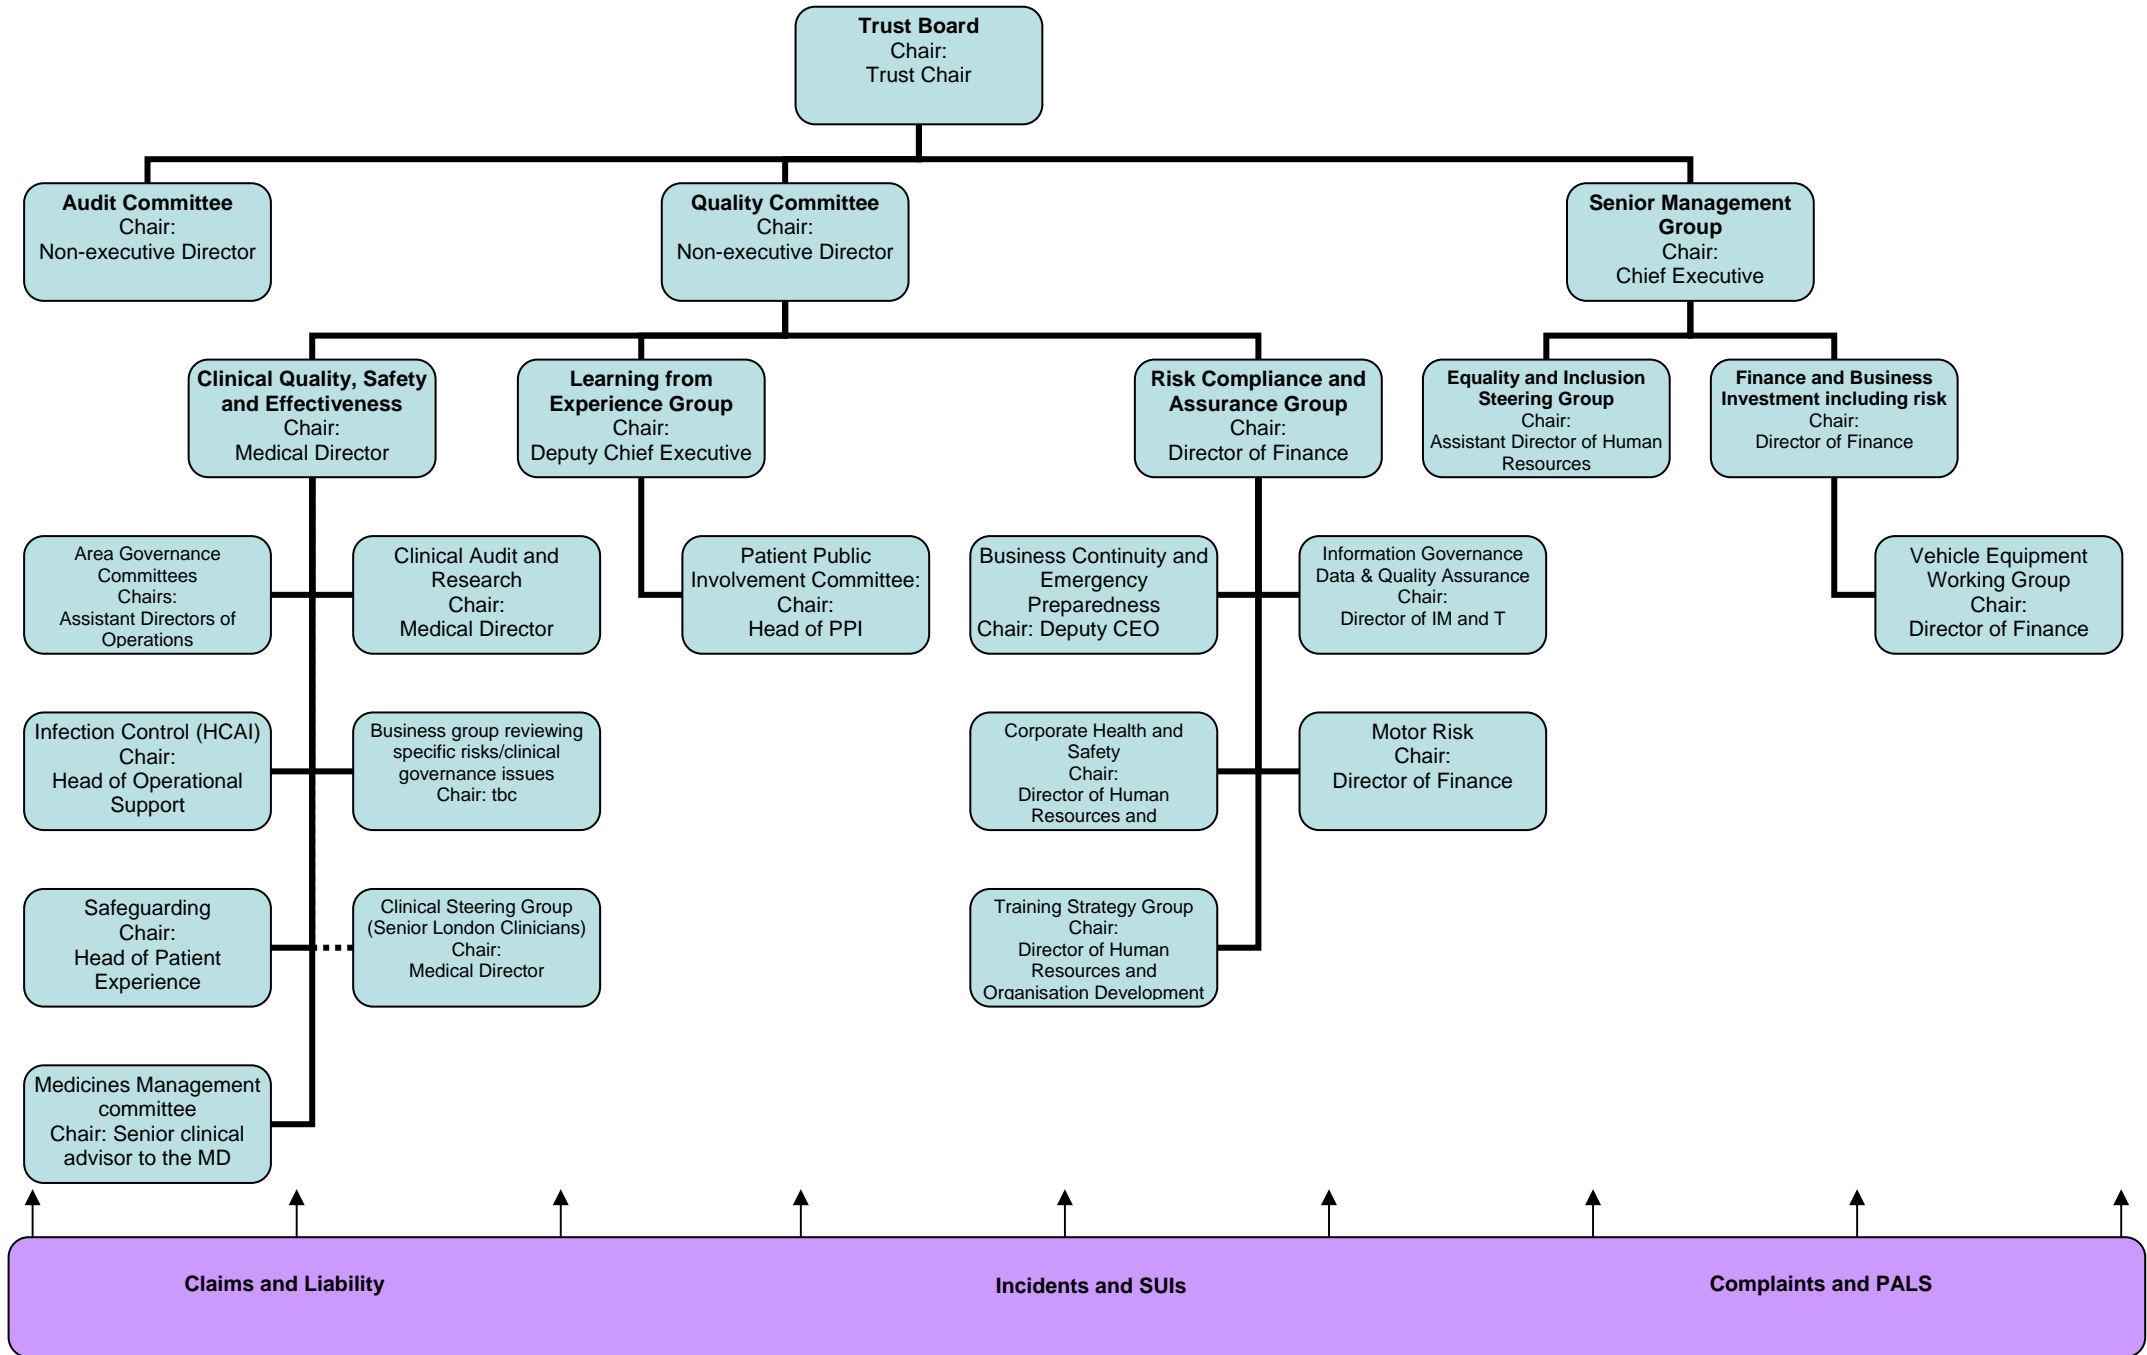 Trust Board
Chair:
Trust Chair
Audit Committee
Chair:
Non-executive Director
Quality Committee
Chair:
Non-executive Director
Senior Management
Group
Chair:
Chief Executive
Clinical Quality, Safety
and Effectiveness
Chair:
Medical Director
Learning from
Experience Group
Chair:
Deputy Chief Executive
Risk Compliance and
Assurance Group
Chair:
Director of Finance
Equality and Inclusion
Steering Group
Chair:
Assistant Director of Human
Resources
Finance and Business
Investment including risk
Chair:
Director of Finance
Area Governance
Committees
Chairs:
Assistant Directors of
Operations
Clinical Audit and
Research
Chair:
Medical Director
Patient Public
Involvement Committee:
Chair:
Head of PPI
Business Continuity and
Emergency
Preparedness
Chair: Deputy CEO
Information Governance
Data & Quality Assurance
Chair:
Director of IM and T
Vehicle Equipment
Working Group
Chair:
Director of Finance
Infection Control (HCAI)
Chair:
Head of Operational
Support
Business group reviewing
specific risks/clinical
governance issues
Chair: tbc
Corporate Health and
Safety
Chair:
Director of Human
Resources and
Motor Risk
Chair:
Director of Finance
Safeguarding
Chair:
Head of Patient
Experience
Clinical Steering Group
(Senior London Clinicians)
Chair:
Medical Director
Training Strategy Group
Chair:
Director of Human
Resources and
Organisation Development
Medicines Management
committee
Chair: Senior clinical
advisor to the MD
Claims and Liability
Incidents and SUIs
Complaints and PALS